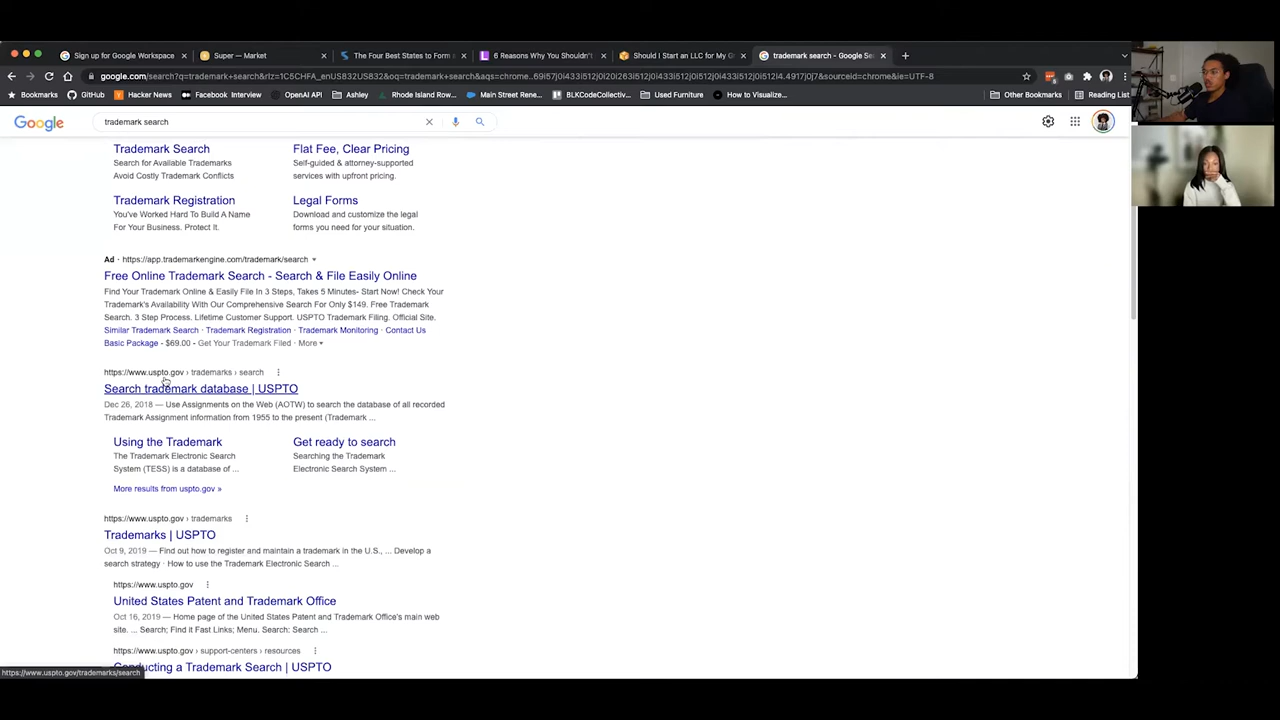 Sign up for Google Workspace
Super — Market
The Four Best States to Form
6 Reasons Why You Shouldn'
Should I Start an LLC for My G
trademark search - Google Se
google.com/search?q=trademark+search&rlz=1C5CHFA_enUS832US832&oq=trademark+search&aqs=chrome..69i57j0i433i512j0i20i263i512j0i433i512j0i512l4.4917j0j7&sourceid=chrome&ie=UTF-8
Bookmarks
GitHub
Hacker News
Facebook Interview
OpenAI API
Ashley
Rhode Island Row...
Main Street Rene...
BLKCodeCollectiv...
Used Furniture
How to Visualize...
Other Bookmarks
Reading List
Google
trademark search
Trademark Search
Search for Available Trademarks
Avoid Costly Trademark Conflicts
Flat Fee, Clear Pricing
Self-guided & attorney-supported
services with upfront pricing.
Trademark Registration
You've Worked Hard To Build A Name
For Your Business. Protect It.
Legal Forms
Download and customize the legal
forms you need for your situation.
Ad · https://app.trademarkengine.com/trademark/search
Free Online Trademark Search - Search & File Easily Online
Find Your Trademark Online & Easily File In 3 Steps, Takes 5 Minutes- Start Now! Check Your
Trademark's Availability With Our Comprehensive Search For Only $149. Free Trademark
Search. 3 Step Process. Lifetime Customer Support. USPTO Trademark Filing. Official Site.
Similar Trademark Search · Trademark Registration · Trademark Monitoring · Contact Us
Basic Package - $69.00 - Get Your Trademark Filed · More
https://www.uspto.gov › trademarks › search
Search trademark database | USPTO
Dec 26, 2018 — Use Assignments on the Web (AOTW) to search the database of all recorded
Trademark Assignment information from 1955 to the present (Trademark ...
Using the Trademark
The Trademark Electronic Search
System (TESS) is a database of ...
Get ready to search
Searching the Trademark
Electronic Search System ...
More results from uspto.gov »
https://www.uspto.gov › trademarks
Trademarks | USPTO
Oct 9, 2019 — Find out how to register and maintain a trademark in the U.S., ... Develop a
search strategy · How to use the Trademark Electronic Search ...
https://www.uspto.gov
United States Patent and Trademark Office
Oct 16, 2019 — Home page of the United States Patent and Trademark Office's main web
site. ... Search; Find it Fast Links; Menu. Search: Search ...
https://www.uspto.gov › support-centers › resources
Conducting a Trademark Search | USPTO
https://www.uspto.gov/trademarks/search